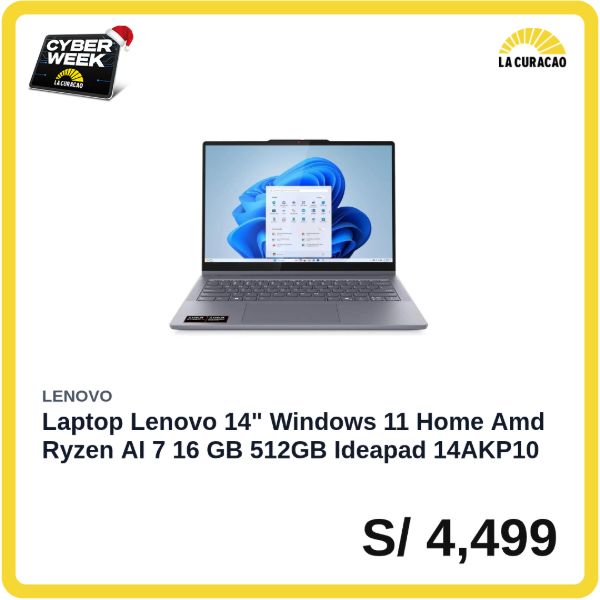 CYBER
WEEK
LA CURACAO
LA CURACAO
LENOVO
Laptop Lenovo 14" Windows 11 Home Amd
Ryzen AI 7 16 GB 512GB Ideapad 14AKP10
S/ 4,499